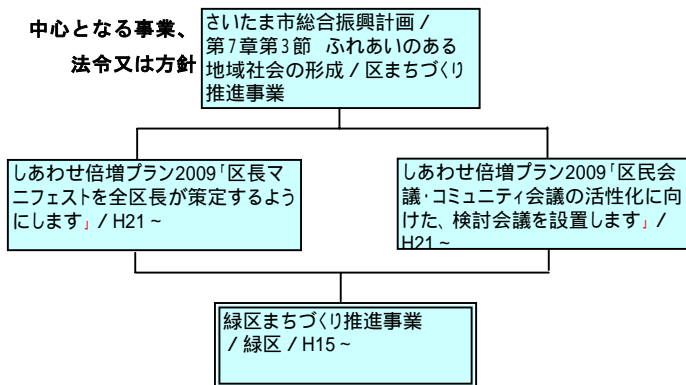 中心となる事業、
法令又は方針
さいたま市総合振興計画 /
第7章第3節 ふれあいのある
地域社会の形成 / 区まちづくり
推進事業
しあわせ倍増プラン2009「区長マ
ニフェストを全区長が策定するよう
にします」 / H21～
しあわせ倍増プラン2009「区民会
議・コミュニティ会議の活性化に向
けた、検討会議を設置します」 /
H21～
緑区まちづくり推進事業
/ 緑区 / H15～